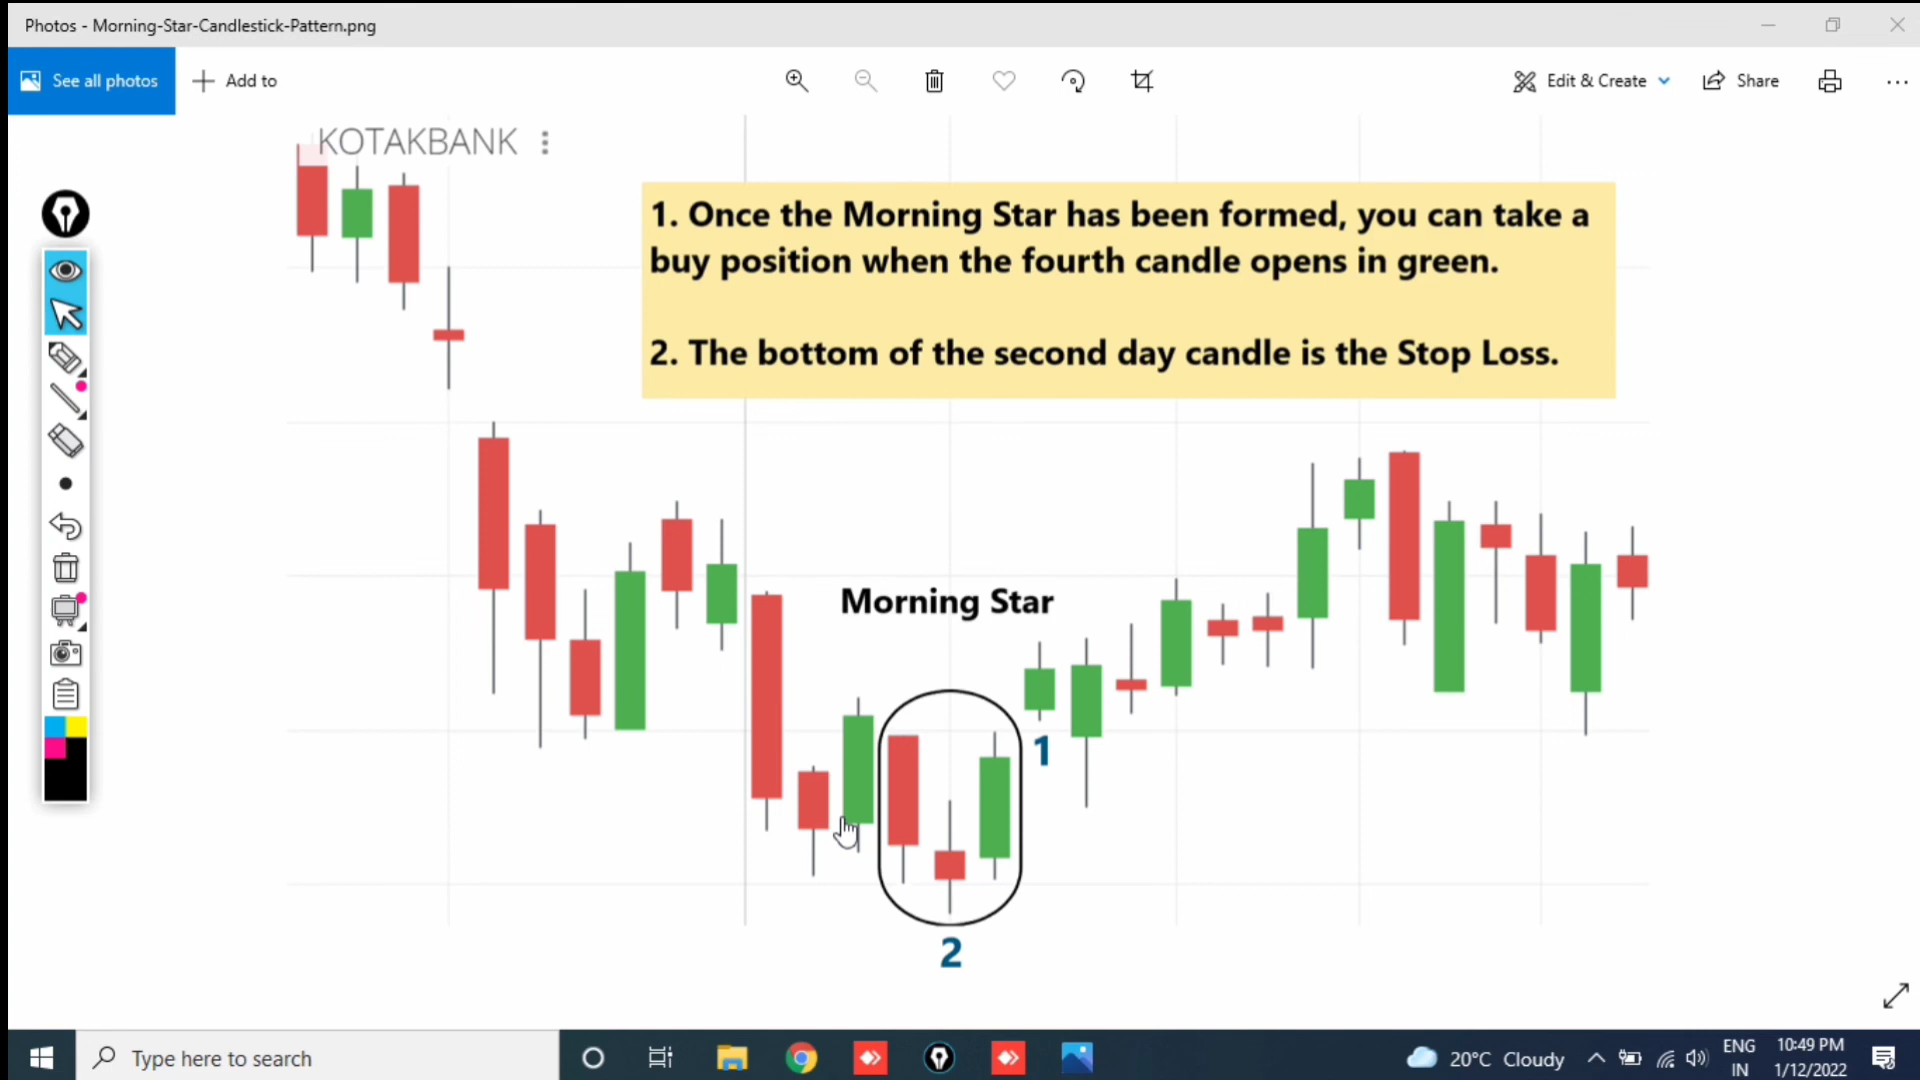 Photos - Morning-Star-Candlestick-Pattern.png
See all photos
Add to
Edit & Create
Share
KOTAKBANK
1. Once the Morning Star has been formed, you can take a
buy position when the fourth candle opens in green.
2. The bottom of the second day candle is the Stop Loss.
Morning Star
1
2
Type here to search
20°C Cloudy
ENG
IN
10:49 PM
1/12/2022